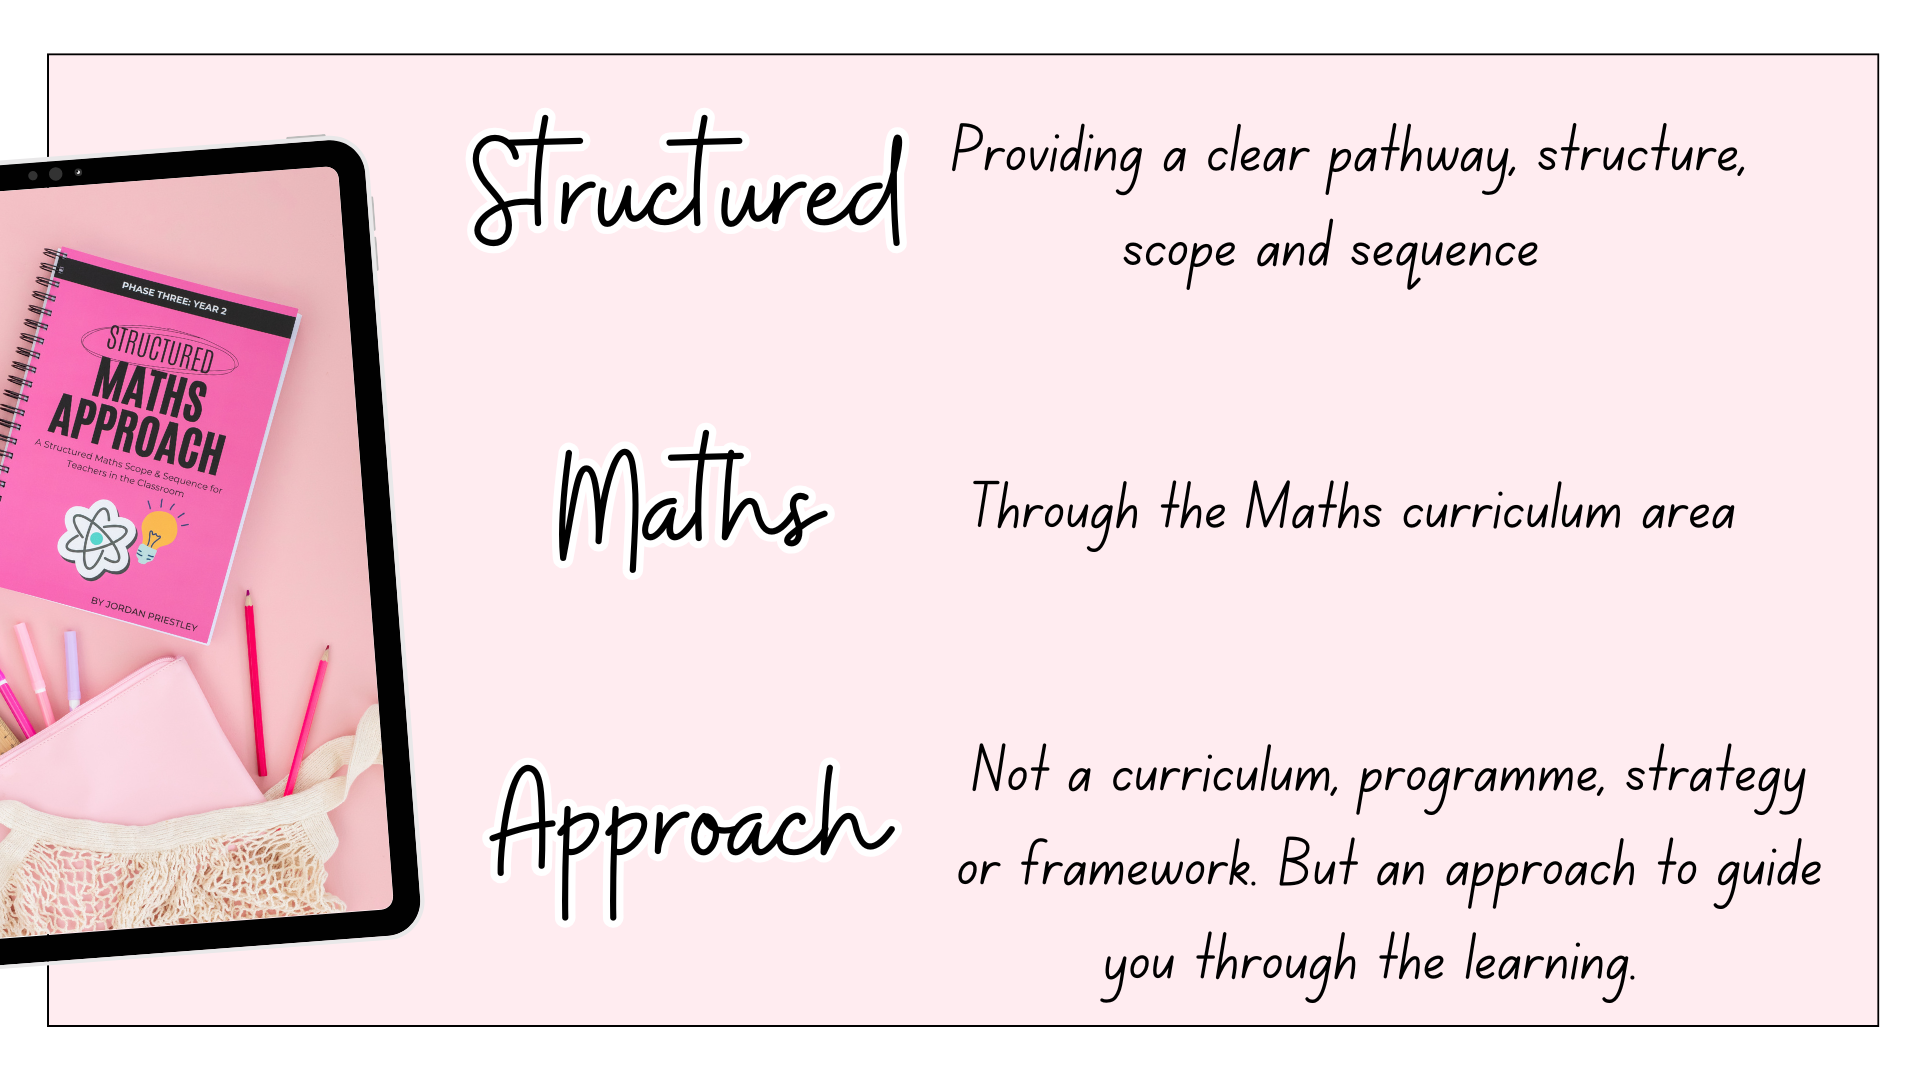 PHASE THREE: YEAR 2
STRUCTURED
MATHS
APPROACH
A Structured Maths Scope & Sequence for
Teachers in the Classroom
BY JORDAN PRIESTLEY
Structured
Providing a clear pathway, structure,
scope and sequence
Maths
Through the Maths curriculum area
Approach
Not a curriculum, programme, strategy
or framework. But an approach to guide
you through the learning.